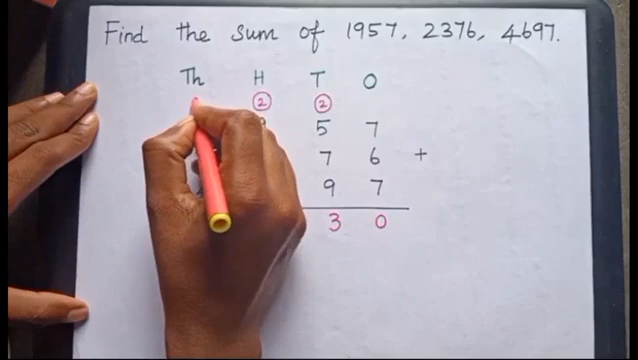 Find the sum of 1957, 2376, 4697.
Th H T O
2 2
5 7
7 6 +
9 7
3 0